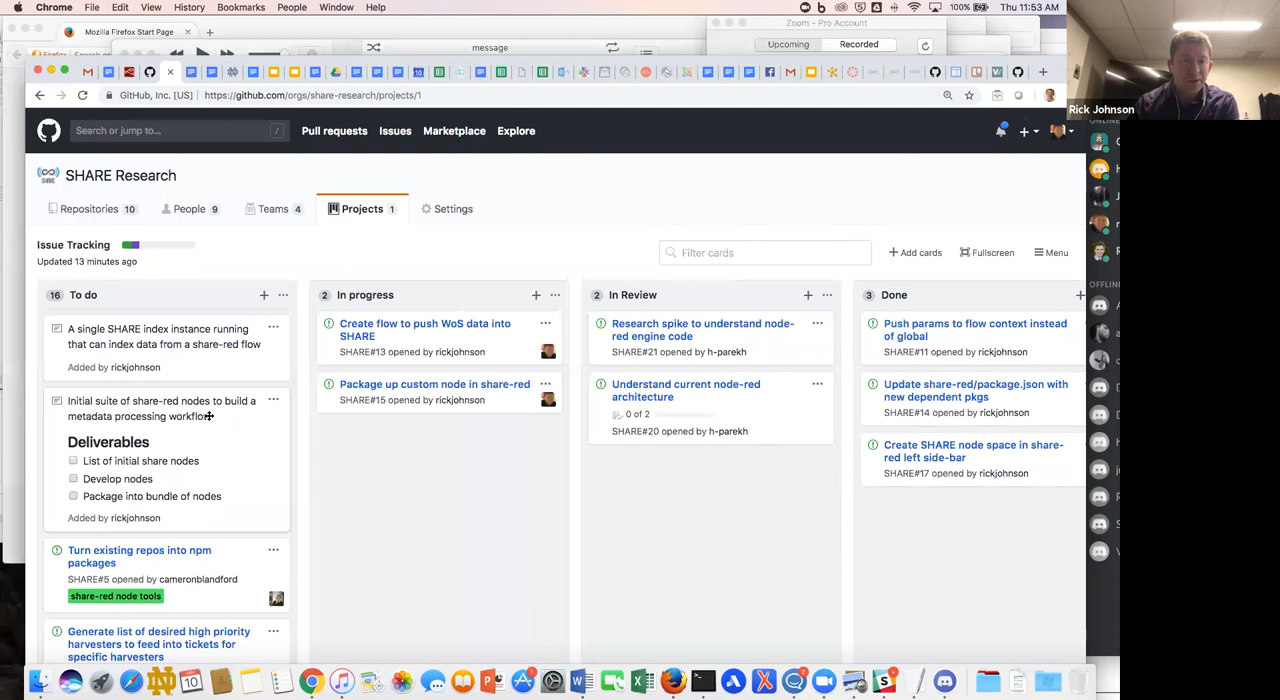 Chrome File Edit View History Bookmarks People Window Help
100% Thu 11:53 AM
Mozilla Firefox Start Page
Zoom - Pro Account
message
Upcoming Recorded
Rick Johnson
GitHub, Inc. [US] https://github.com/orgs/share-research/projects/1
Search or jump to... / Pull requests Issues Marketplace Explore
SHARE Research
Repositories 10 People 9 Teams 4 Projects 1 Settings
Issue Tracking
Updated 13 minutes ago
Filter cards
Add cards Fullscreen Menu
16 To do
A single SHARE index instance running
that can index data from a share-red flow
Added by rickjohnson
Initial suite of share-red nodes to build a
metadata processing workflow
Deliverables
List of initial share nodes
Develop nodes
Package into bundle of nodes
Added by rickjohnson
Turn existing repos into npm
packages
SHARE#5 opened by cameronblandford
share-red node tools
Generate list of desired high priority
harvesters to feed into tickets for
specific harvesters
2 In progress
Create flow to push WoS data into
SHARE
SHARE#13 opened by rickjohnson
Package up custom node in share-red
SHARE#15 opened by rickjohnson
2 In Review
Research spike to understand node-
red engine code
SHARE#21 opened by h-parekh
Understand current node-red
architecture
0 of 2
SHARE#20 opened by h-parekh
3 Done
Push params to flow context instead
of global
SHARE#11 opened by rickjohnson
Update share-red/package.json with
new dependent pkgs
SHARE#14 opened by rickjohnson
Create SHARE node space in share-
red left side-bar
SHARE#17 opened by rickjohnson